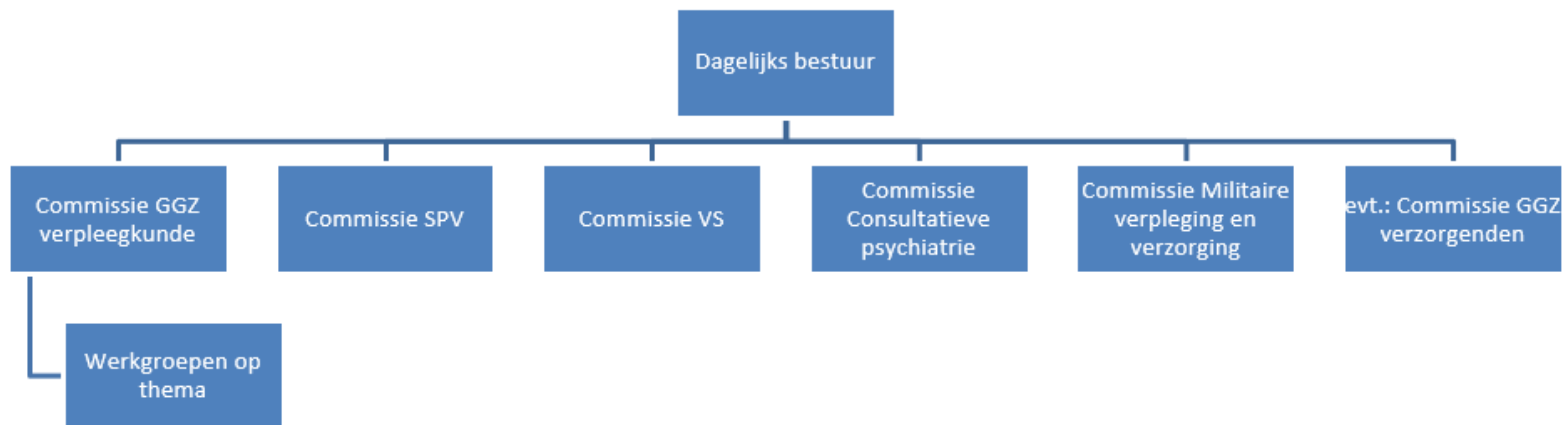 Dagelijks bestuur
Commissie GGZ
verpleegkunde
Commissie SPV
Commissie VS
Commissie
Consultatieve
psychiatrie
Commissie Militaire
verpleging en
verzorging
evt.: Commissie GGZ
verzorgenden
Werkgroepen op
thema